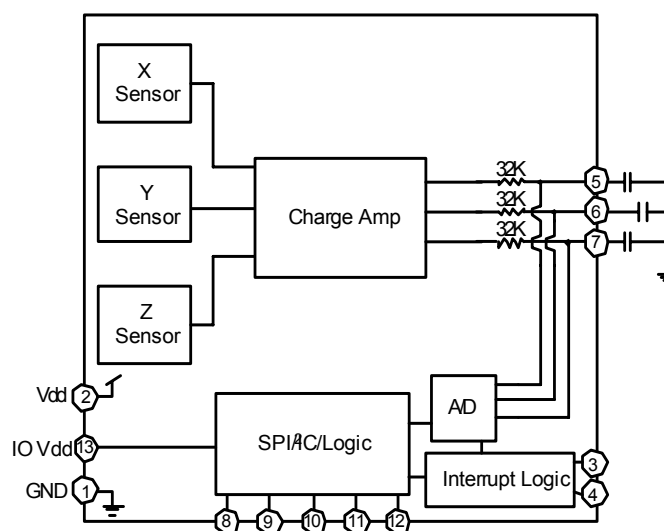 X
Sensor
Y
Sensor
Z
Sensor
Charge Amp
32K
32K
32K
5
6
7
Vdd
2
IO Vdd
13
GND
1
SPI/I²C/Logic
A/D
Interrupt Logic
3
4
8
9
10
11
12